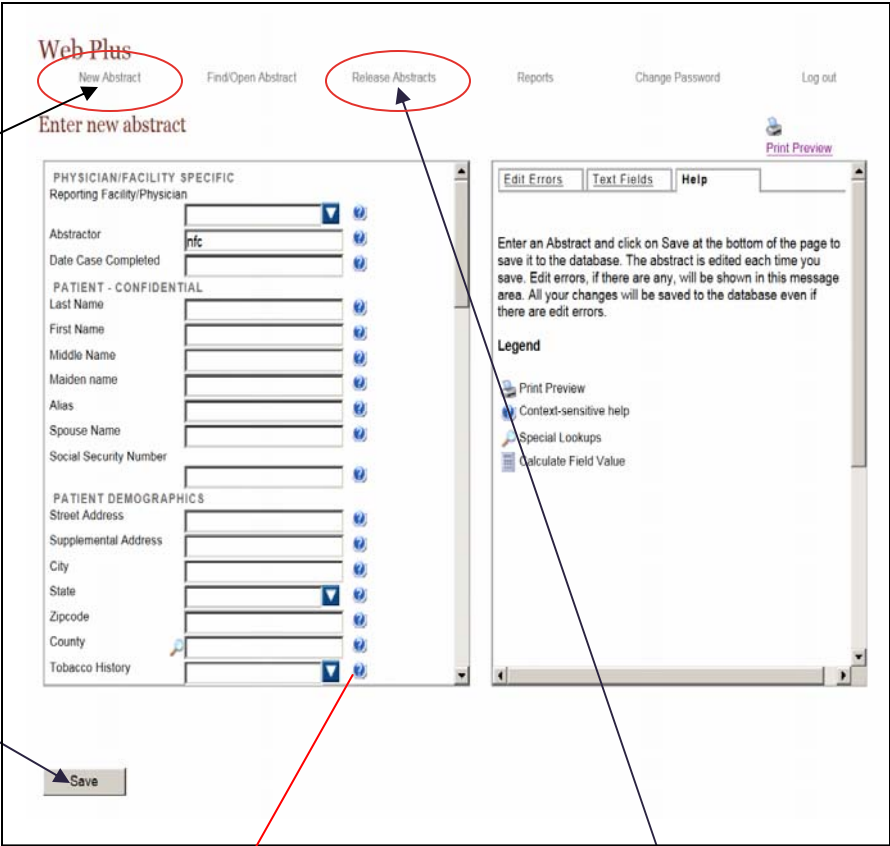 Web Plus
New Abstract Find/Open Abstract Release Abstracts Reports Change Password Log out
Enter new abstract
Print Preview
PHYSICIAN/FACILITY SPECIFIC
Reporting Facility/Physician
Abstractor nfc
Date Case Completed
PATIENT - CONFIDENTIAL
Last Name
First Name
Middle Name
Maiden name
Alias
Spouse Name
Social Security Number
PATIENT DEMOGRAPHICS
Street Address
Supplemental Address
City
State
Zipcode
County
Tobacco History
Edit Errors Text Fields Help
Enter an Abstract and click on Save at the bottom of the page to
save it to the database. The abstract is edited each time you
save. Edit errors, if there are any, will be shown in this message
area. All your changes will be saved to the database even if
there are edit errors.
Legend
Print Preview
Context-sensitive help
Special Lookups
Calculate Field Value
Save